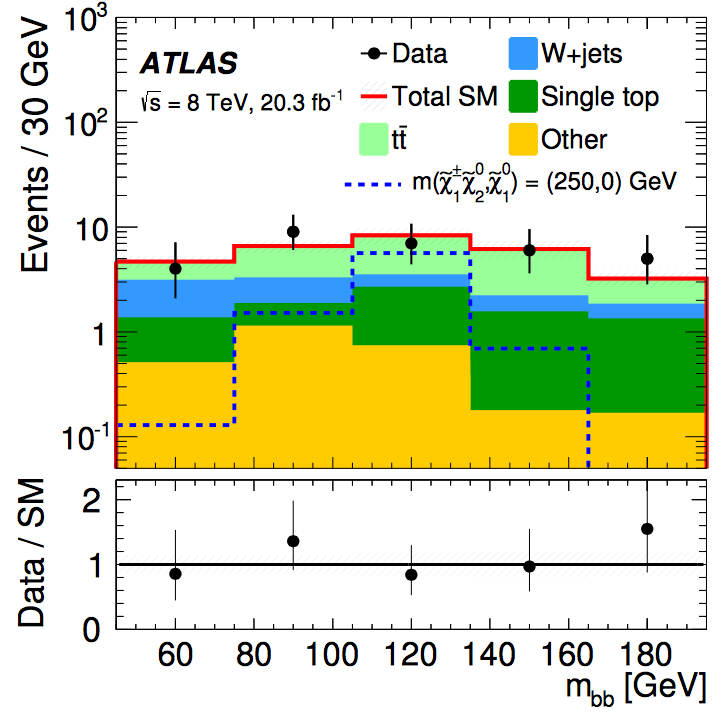 Events / 30 GeV
10³
10²
10
1
10⁻¹
ATLAS
√s = 8 TeV, 20.3 fb⁻¹
Data
W+jets
Total SM
Single top
tt̄
Other
m(χ̃₁±χ̃₂⁰,χ̃₁⁰) = (250,0) GeV
Data / SM
2
1
0
60 80 100 120 140 160 180
m_bb [GeV]